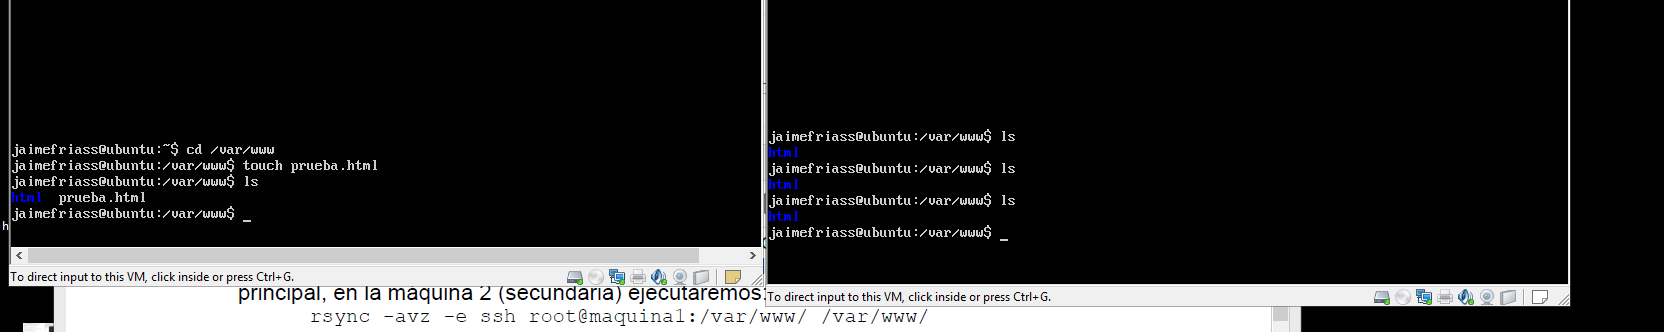 jaimefriass@ubuntu:~$ cd /var/www
jaimefriass@ubuntu:/var/www$ touch prueba.html
jaimefriass@ubuntu:/var/www$ ls
html  prueba.html
jaimefriass@ubuntu:/var/www$ _
To direct input to this VM, click inside or press Ctrl+G.
jaimefriass@ubuntu:/var/www$ ls
html
jaimefriass@ubuntu:/var/www$ ls
html
jaimefriass@ubuntu:/var/www$ ls
html
jaimefriass@ubuntu:/var/www$ _
To direct input to this VM, click inside or press Ctrl+G.
h
principal, en la máquina 2 (secundaria) ejecutaremos:
rsync -avz -e ssh root@maquina1:/var/www/ /var/www/